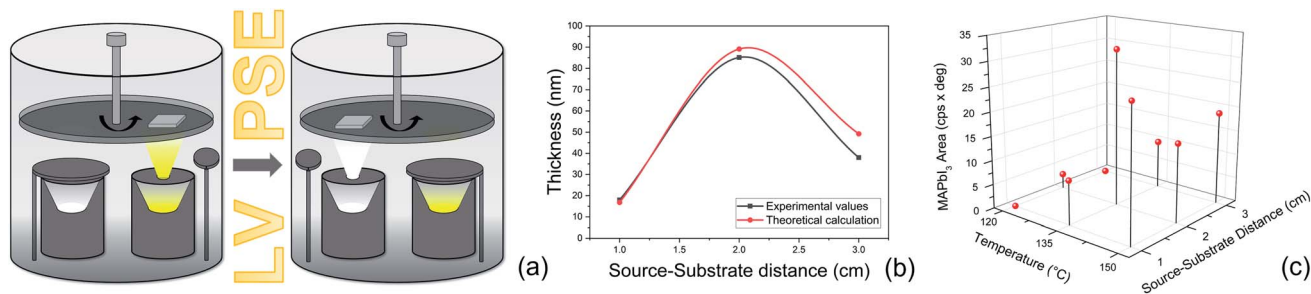 LV PSE
(a)
Thickness (nm)
100
90
80
70
60
50
40
30
20
10
0
1.0
1.5
2.0
2.5
3.0
Experimental values
Theoretical calculation
Source-Substrate distance (cm)
(b)
MAPbI₃ Area (cps x deg)
35
30
25
20
15
10
5
0
120
135
150
Temperature (°C)
1
2
3
Source-Substrate Distance (cm)
(c)